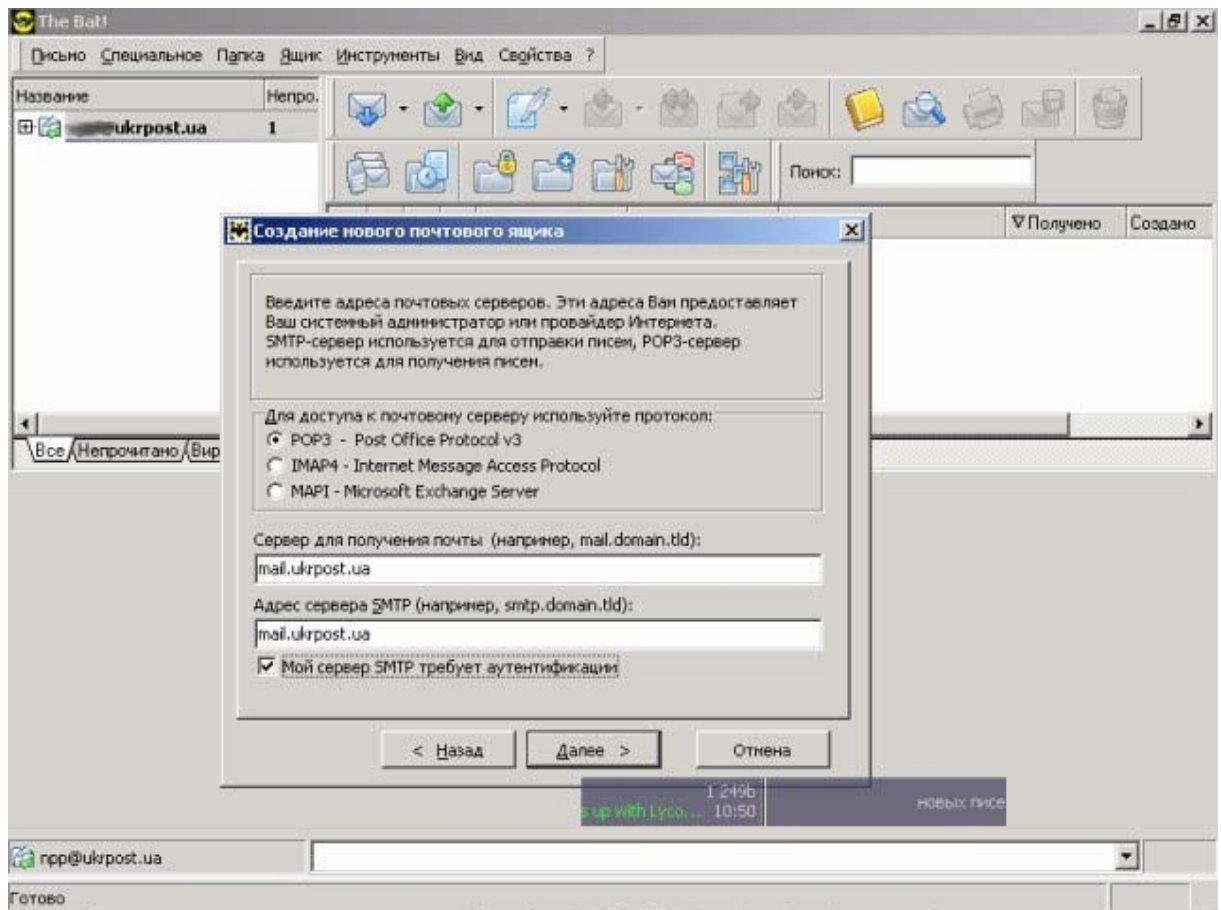 The Bat!
Письмо Специальное Папка Ящик Инструменты Вид Свойства ?
Название Непро.
ukrpost.ua 1
Поиск:
Получено Создано
Создание нового почтового ящика
Введите адреса почтовых серверов. Эти адреса Вам предоставляет
Ваш системный администратор или провайдер Интернета.
SMTP-сервер используется для отправки писем, POP3-сервер
используется для получения писем.
Для доступа к почтовому серверу используйте протокол:
POP3 - Post Office Protocol v3
IMAP4 - Internet Message Access Protocol
MAPI - Microsoft Exchange Server
Сервер для получения почты (например, mail.domain.tld):
mail.ukrpost.ua
Адрес сервера SMTP (например, smtp.domain.tld):
mail.ukrpost.ua
Мой сервер SMTP требует аутентификации
< Назад Далее > Отмена
Все Непрочитано Вир
1 249b
s up with Lyco... 10:50
новых писе
npp@ukrpost.ua
Готово